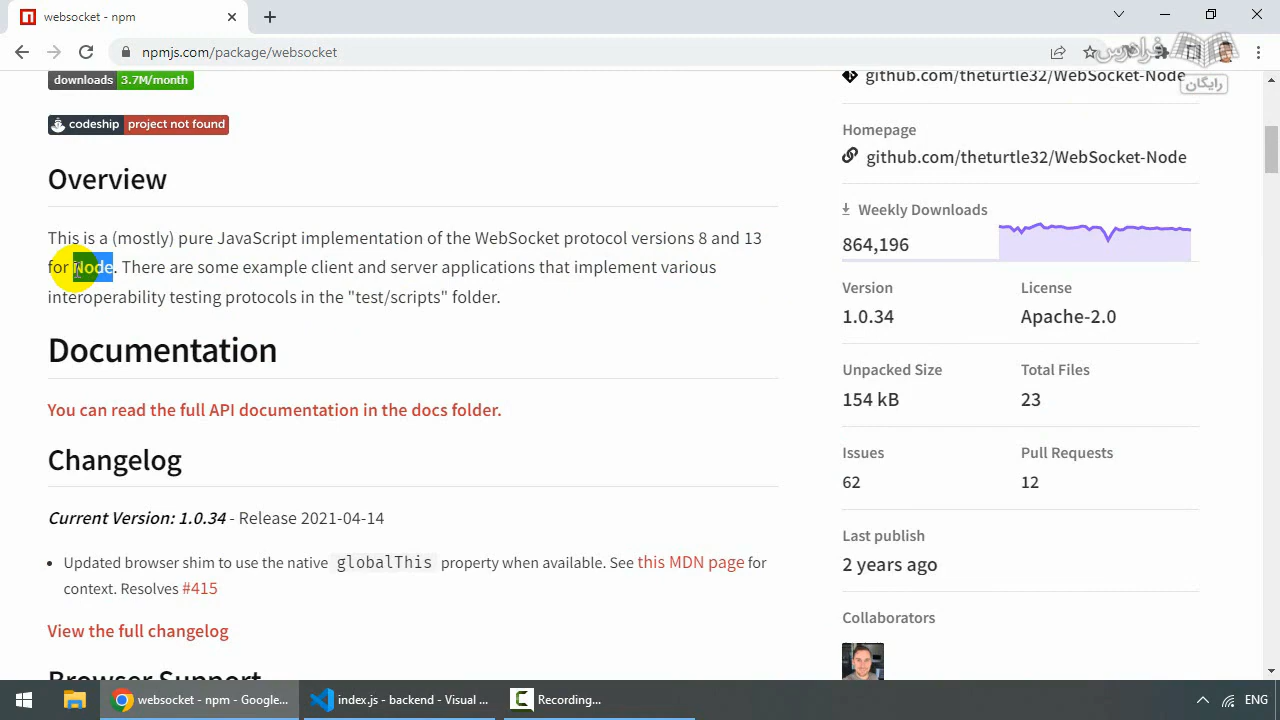 websocket - npm
npmjs.com/package/websocket
فرادرس
رایگان
downloads 3.7M/month
codeship project not found
Overview
This is a (mostly) pure JavaScript implementation of the WebSocket protocol versions 8 and 13
for Node. There are some example client and server applications that implement various
interoperability testing protocols in the "test/scripts" folder.
Documentation
You can read the full API documentation in the docs folder.
Changelog
Current Version: 1.0.34 - Release 2021-04-14
• Updated browser shim to use the native globalThis property when available. See this MDN page for
context. Resolves #415
View the full changelog
Browser Support
github.com/theturtle32/WebSocket-Node
Homepage
github.com/theturtle32/WebSocket-Node
Weekly Downloads
864,196
Version License
1.0.34 Apache-2.0
Unpacked Size Total Files
154 kB 23
Issues Pull Requests
62 12
Last publish
2 years ago
Collaborators
websocket - npm - Google... index.js - backend - Visual ... Recording... ENG